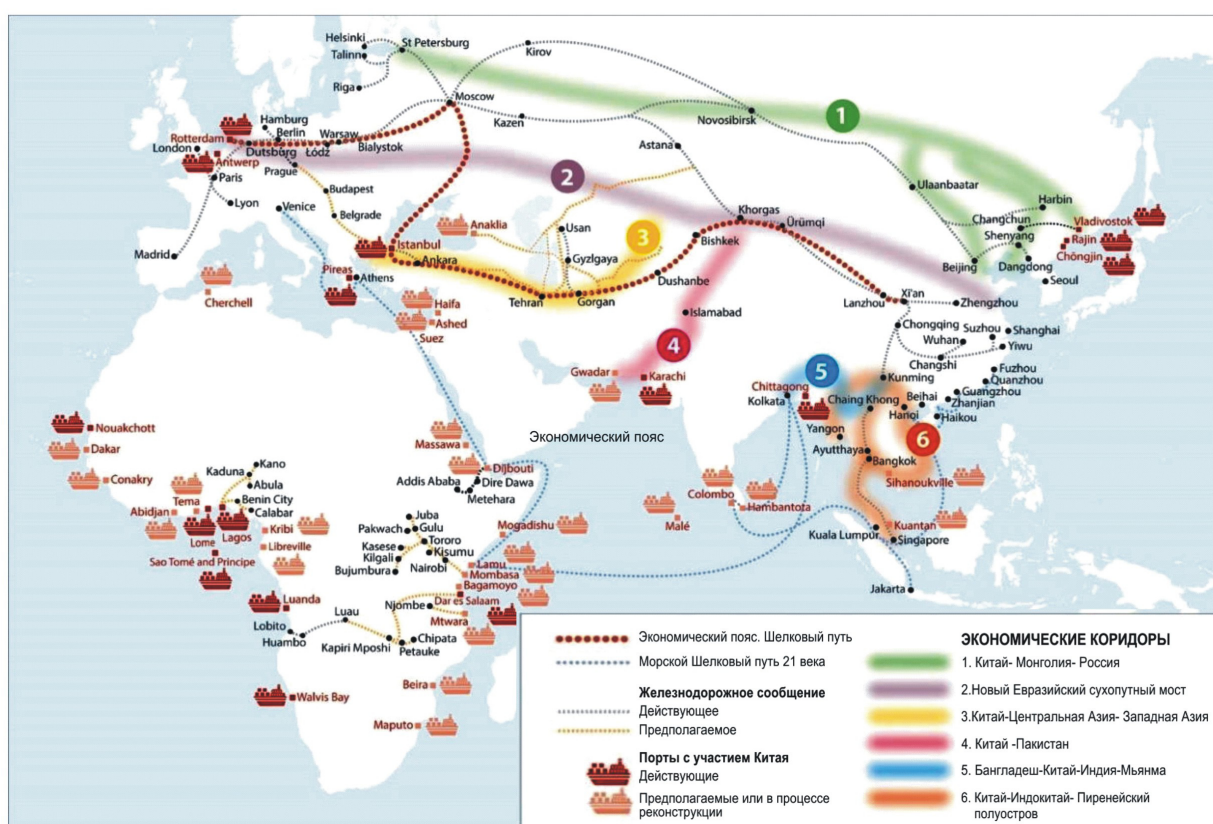 Helsinki
St Petersburg
Kirov
Talinn
Riga
Moscow
Kazen
Novosibirsk
1
Astana
Hamburg
Berlin
Rotterdam
London
Dutsburg
Warsaw
Łódź
Bialystok
Antwerp
Paris
Prague
2
Ulaanbaatar
Harbin
Budapest
Lyon
Venice
Belgrade
Khorgas
Ürümqi
Changchun
Vladivostok
Anaklia
Usan
3
Bishkek
Shenyang
Rajin
Madrid
Istanbul
Ankara
Gyzlgaya
Chōngjin
Pireas
Athens
Dushanbe
Beijing
Dangdong
Seoul
Tehran
Gorgan
Lanzhou
Xi'an
Zhengzhou
Cherchell
Haifa
Ashed
Suez
Islamabad
Chongqing
Suzhou
Shanghai
Wuhan
Yiwu
4
Changshi
Gwadar
Karachi
5
Chittagong
Kolkata
Kunming
Fuzhou
Quanzhou
Guangzhou
Beihai
Zhanjian
Chaing Khong
Hanoi
Haikou
Nouakchott
Экономический пояс
Yangon
6
Dakar
Massawa
Ayutthaya
Bangkok
Kano
Kaduna
Abula
Djibouti
Conakry
Addis Ababa
Dire Dawa
Metehara
Sihanoukville
Benin City
Tema
Calabar
Colombo
Hambantota
Abidjan
Juba
Malé
Kribi
Pakwach
Gulu
Mogadishu
Kuantan
Lome
Lagos
Tororo
Kuala Lumpur
Libreville
Kasese
Kisumu
Singapore
Kilgali
Sao Tomé and Principe
Bujumbura
Nairobi
Lamu
Mombasa
Bagamoyo
Jakarta
Luanda
Njombe
Dar es Salaam
Luau
Mtwara
Lobito
Huambo
Chipata
Kapiri Mposhi
Petauke
Beira
Walvis Bay
Maputo
Экономический пояс. Шелковый путь
Морской Шелковый путь 21 века
Железнодорожное сообщение
Действующее
Предполагаемое
Порты с участием Китая
Действующие
Предполагаемые или в процессе
реконструкции
ЭКОНОМИЧЕСКИЕ КОРИДОРЫ
1. Китай- Монголия- Россия
2.Новый Евразийский сухопутный мост
3.Китай-Центральная Азия- Западная Азия
4. Китай -Пакистан
5. Бангладеш-Китай-Индия-Мьянма
6. Китай-Индокитай- Пиренейский
полуостров